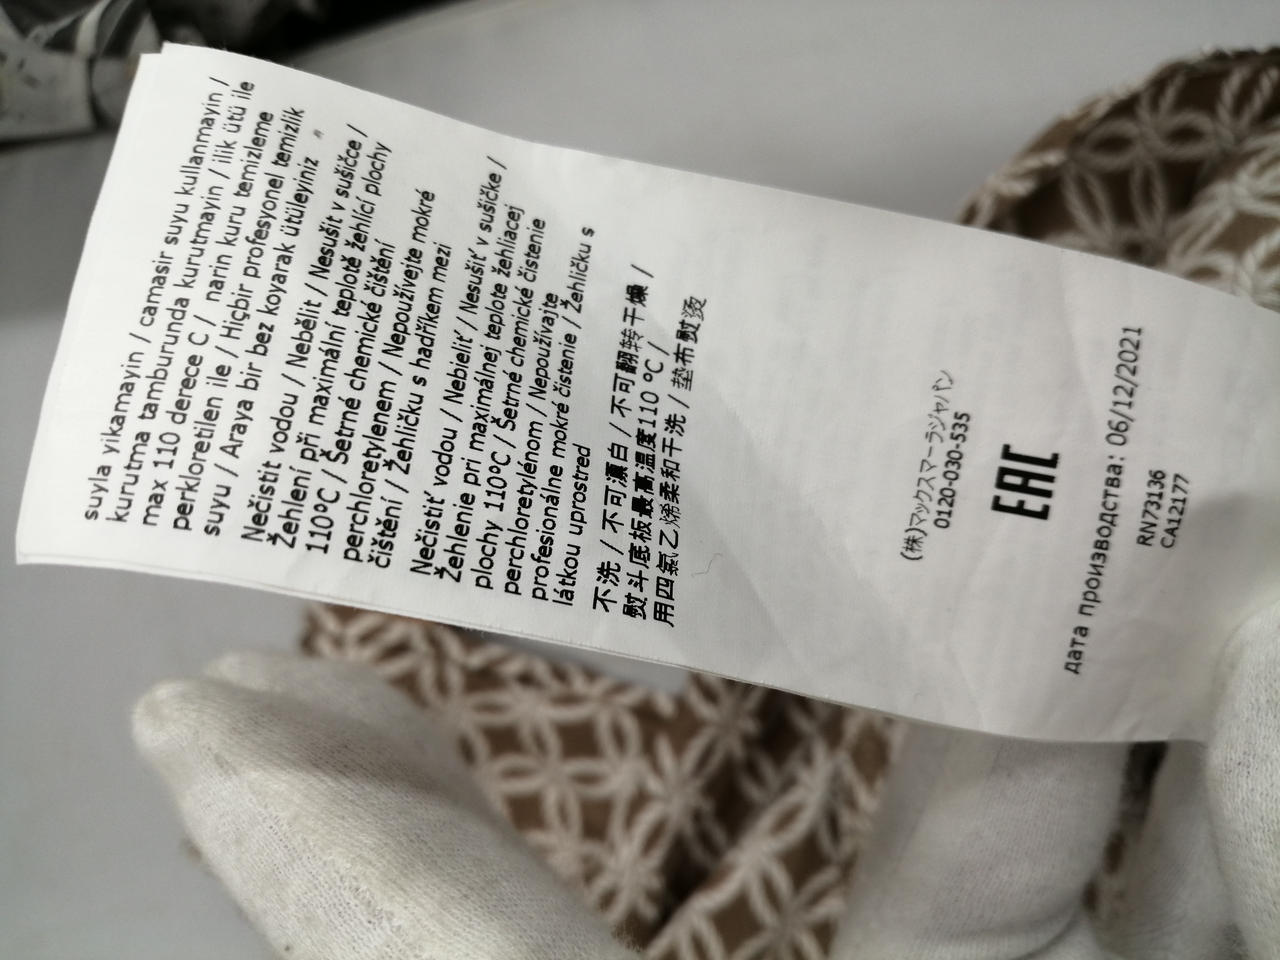 suyla yikamayin / camasir suyu kullanmayin /
kurutma tamburunda kurutmayin / ilik ütü ile
max 110 derece C / narin kuru temizleme
perkloretilen ile / Hiçbir profesyonel temizlik
suyu / Araya bir bez koyarak ütüleyiniz
Nečistit vodou / Nebělit / Nesušit v sušičce /
Žehlení při maximální teplotě žehlící plochy
110°C / Šetrné chemické čištění
perchloretylenem / Nepoužívejte mokré
čištění / Žehličku s hadříkem mezi
Nečistiť vodou / Nebieliť / Nesušiť v sušičke /
Žehlenie pri maximálnej teplote žehliacej
plochy 110°C / Šetrné chemické čistenie
perchloretylénom / Nepoužívajte
profesionálne mokré čistenie / Žehličku s
látkou uprostred
不洗 / 不可漂白 / 不可翻转干燥 /
熨斗底板最高温度110 °C /
用四氯乙烯柔和干洗 / 垫布熨烫
(株)マックスマーラジャパン
0120-030-535
EAC
дата производства: 06/12/2021
RN73136
CA12177